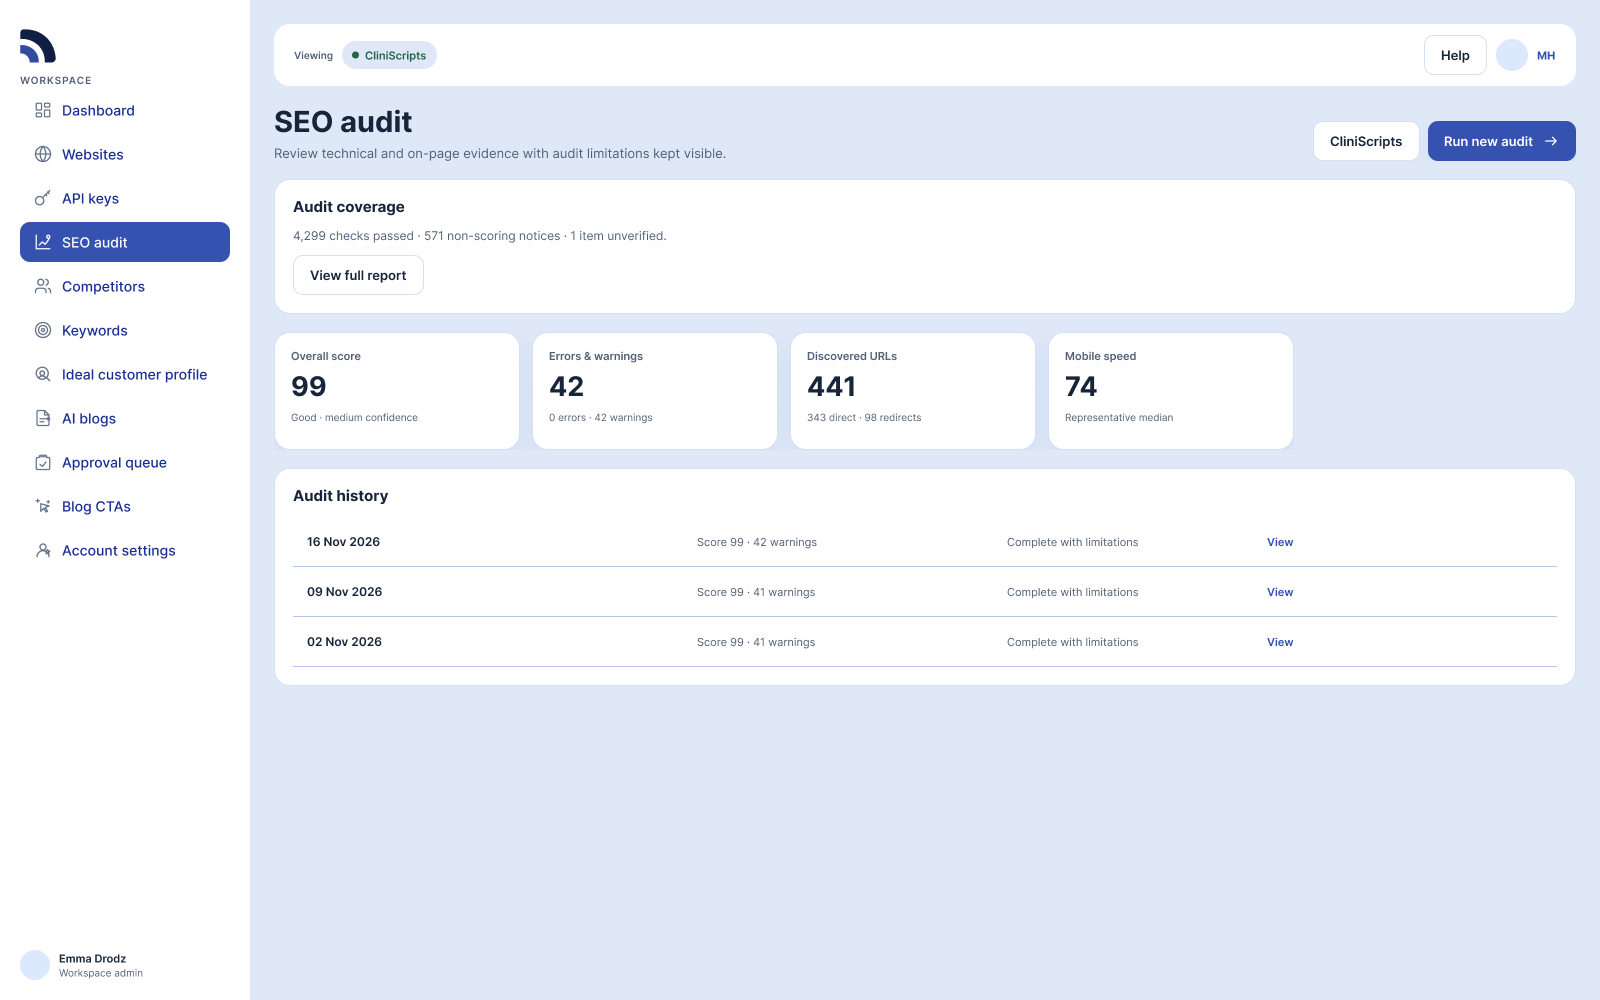 WORKSPACE
Dashboard
Websites
API keys
SEO audit
Competitors
Keywords
Ideal customer profile
AI blogs
Approval queue
Blog CTAs
Account settings
Emma Drodz
Workspace admin
Viewing CliniScripts Help MH
SEO audit
Review technical and on-page evidence with audit limitations kept visible.
CliniScripts Run new audit →
Audit coverage
4,299 checks passed · 571 non-scoring notices · 1 item unverified.
View full report
Overall score
99
Good · medium confidence
Errors & warnings
42
0 errors · 42 warnings
Discovered URLs
441
343 direct · 98 redirects
Mobile speed
74
Representative median
Audit history
16 Nov 2026 Score 99 · 42 warnings Complete with limitations View
09 Nov 2026 Score 99 · 41 warnings Complete with limitations View
02 Nov 2026 Score 99 · 41 warnings Complete with limitations View